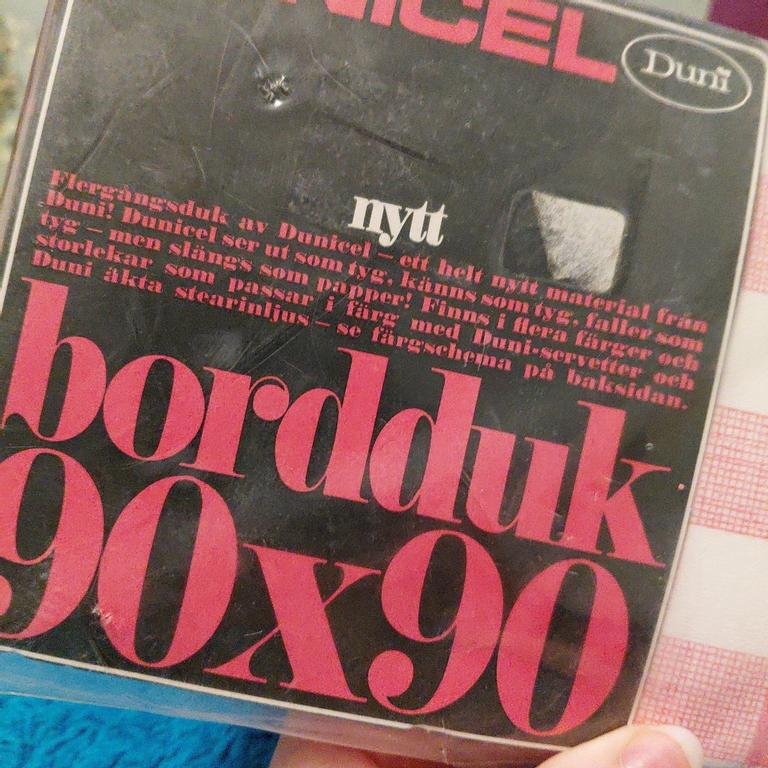 NICEL
Duni
nytt
Flergångsduk av Dunicel – ett helt nytt material från
Duni! Dunicel ser ut som tyg, känns som tyg, faller som
tyg – men slängs som papper! Finns i flera färger och
storlekar som passar i färg med Duni-servetter och
Duni äkta stearinljus – se färgschema på baksidan.
bordduk
90x90